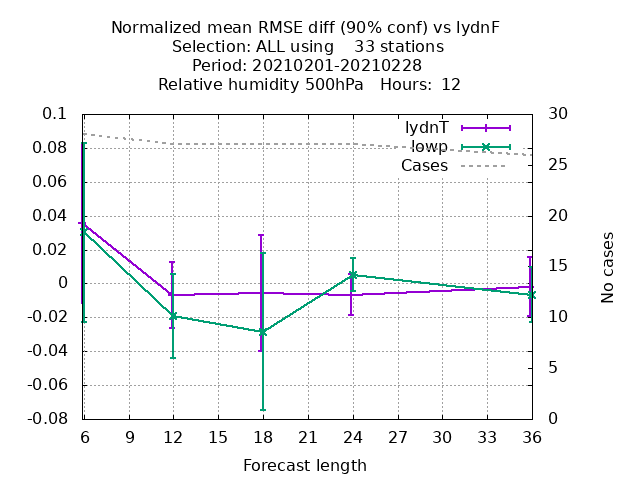 Normalized mean RMSE diff (90% conf) vs lydnF
Selection: ALL using    33 stations
Period: 20210201-20210228
Relative humidity 500hPa   Hours:  12
0.1
0.08
0.06
0.04
0.02
0
-0.02
-0.04
-0.06
-0.08
30
25
20
15
10
5
0
lydnT
lowp
Cases
No cases
6 9 12 15 18 21 24 27 30 33 36
Forecast length